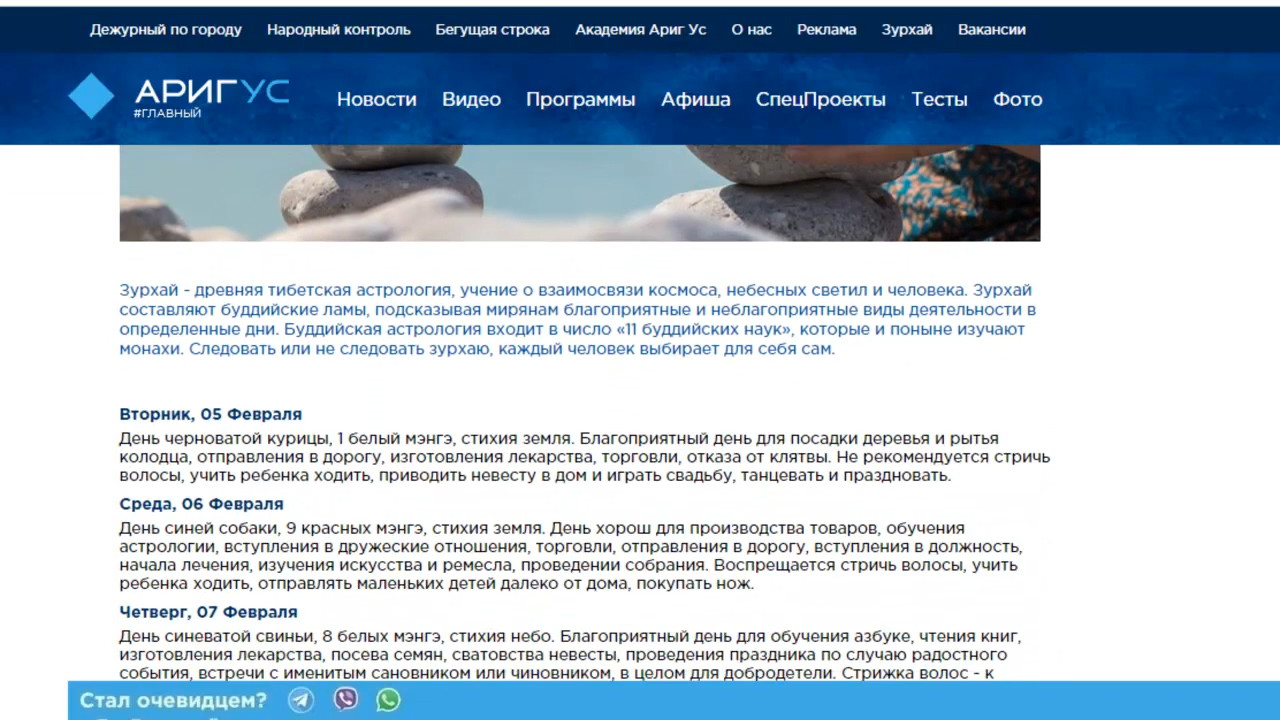 Дежурный по городу Народный контроль Бегущая строка Академия Ариг Ус О нас Реклама Зурхай Вакансии
АРИГУС
#ГЛАВНЫЙ
Новости Видео Программы Афиша СпецПроекты Тесты Фото
Зурхай - древняя тибетская астрология, учение о взаимосвязи космоса, небесных светил и человека. Зурхай
составляют буддийские ламы, подсказывая мирянам благоприятные и неблагоприятные виды деятельности в
определенные дни. Буддийская астрология входит в число «11 буддийских наук», которые и поныне изучают
монахи. Следовать или не следовать зурхаю, каждый человек выбирает для себя сам.
Вторник, 05 Февраля
День черноватой курицы, 1 белый мэнгэ, стихия земля. Благоприятный день для посадки деревья и рытья
колодца, отправления в дорогу, изготовления лекарства, торговли, отказа от клятвы. Не рекомендуется стричь
волосы, учить ребенка ходить, приводить невесту в дом и играть свадьбу, танцевать и праздновать.
Среда, 06 Февраля
День синей собаки, 9 красных мэнгэ, стихия земля. День хорош для производства товаров, обучения
астрологии, вступления в дружеские отношения, торговли, отправления в дорогу, вступления в должность,
начала лечения, изучения искусства и ремесла, проведении собрания. Воспрещается стричь волосы, учить
ребенка ходить, отправлять маленьких детей далеко от дома, покупать нож.
Четверг, 07 Февраля
День синеватой свиньи, 8 белых мэнгэ, стихия небо. Благоприятный день для обучения азбуке, чтения книг,
изготовления лекарства, посева семян, сватовства невесты, проведения праздника по случаю радостного
события, встречи с именитым сановником или чиновником, в целом для добродетели. Стрижка волос - к
Стал очевидцем?